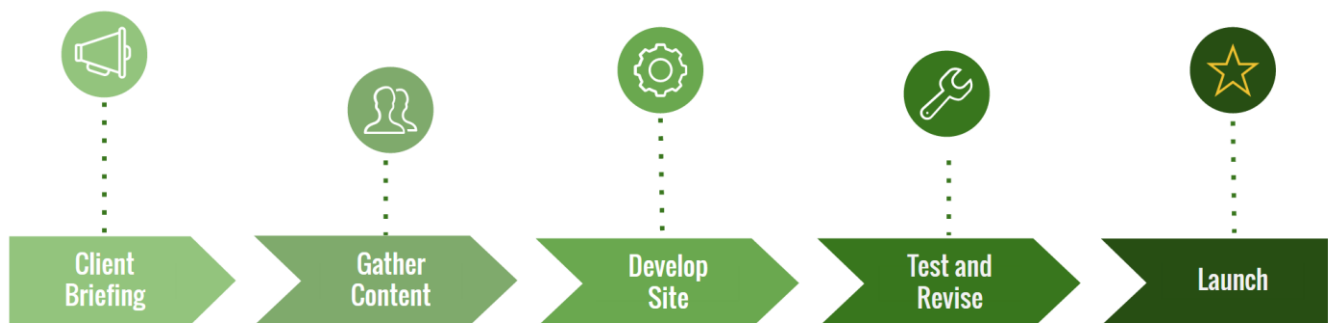 Client
Briefing
Gather
Content
Develop
Site
Test and
Revise
Launch